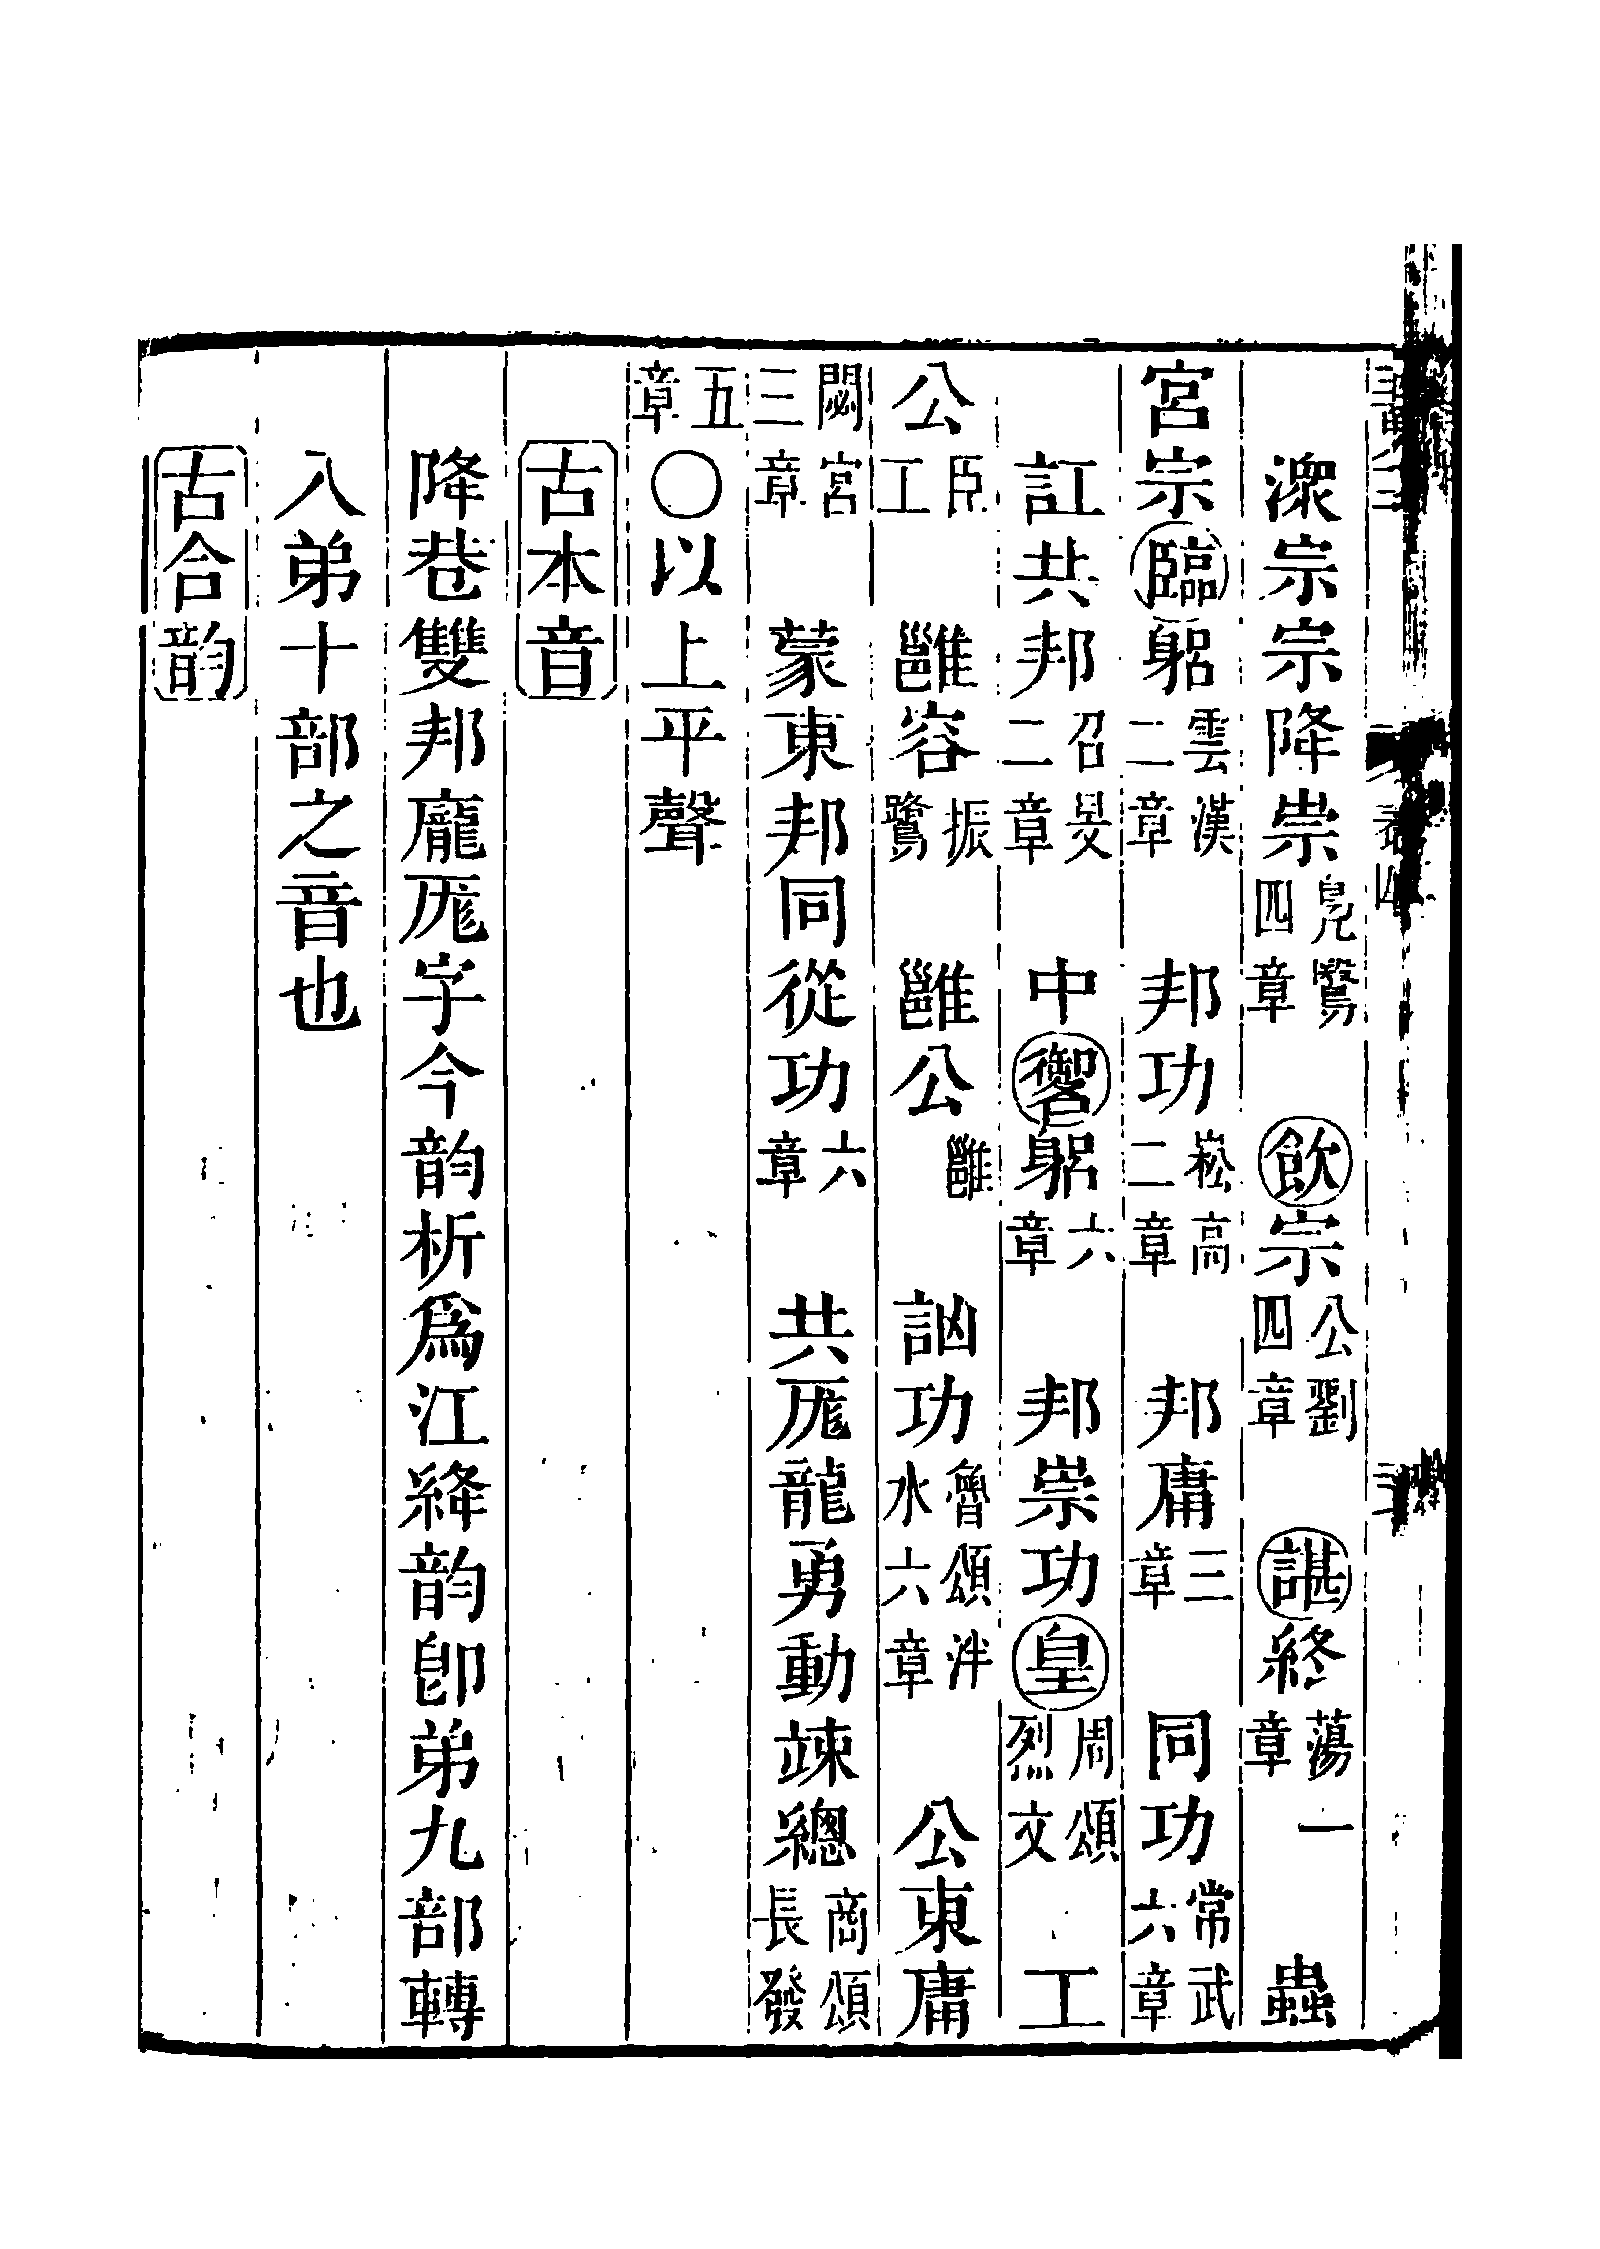 潨宗宗降崇鳧鷖四章　飲宗公劉四章　諶終蕩一章　蟲
宮宗臨躬雲漢二章　邦功崧高二章　邦庸三章　同功常武六章
訌共邦召旻二章　中禦躬六章　邦崇功皇周頌烈文　工
公臣工　雝容振鷺　雝公雝　訩功魯頌泮水六章　公東庸
閟宮三章　蒙東邦同從功六章　共厖龍勇動竦總商頌長發
五章〇以上平聲
古本音
降巷雙邦龐厖字今韵析爲江絳韵卽弟九部轉
入弟十部之音也
古合韵